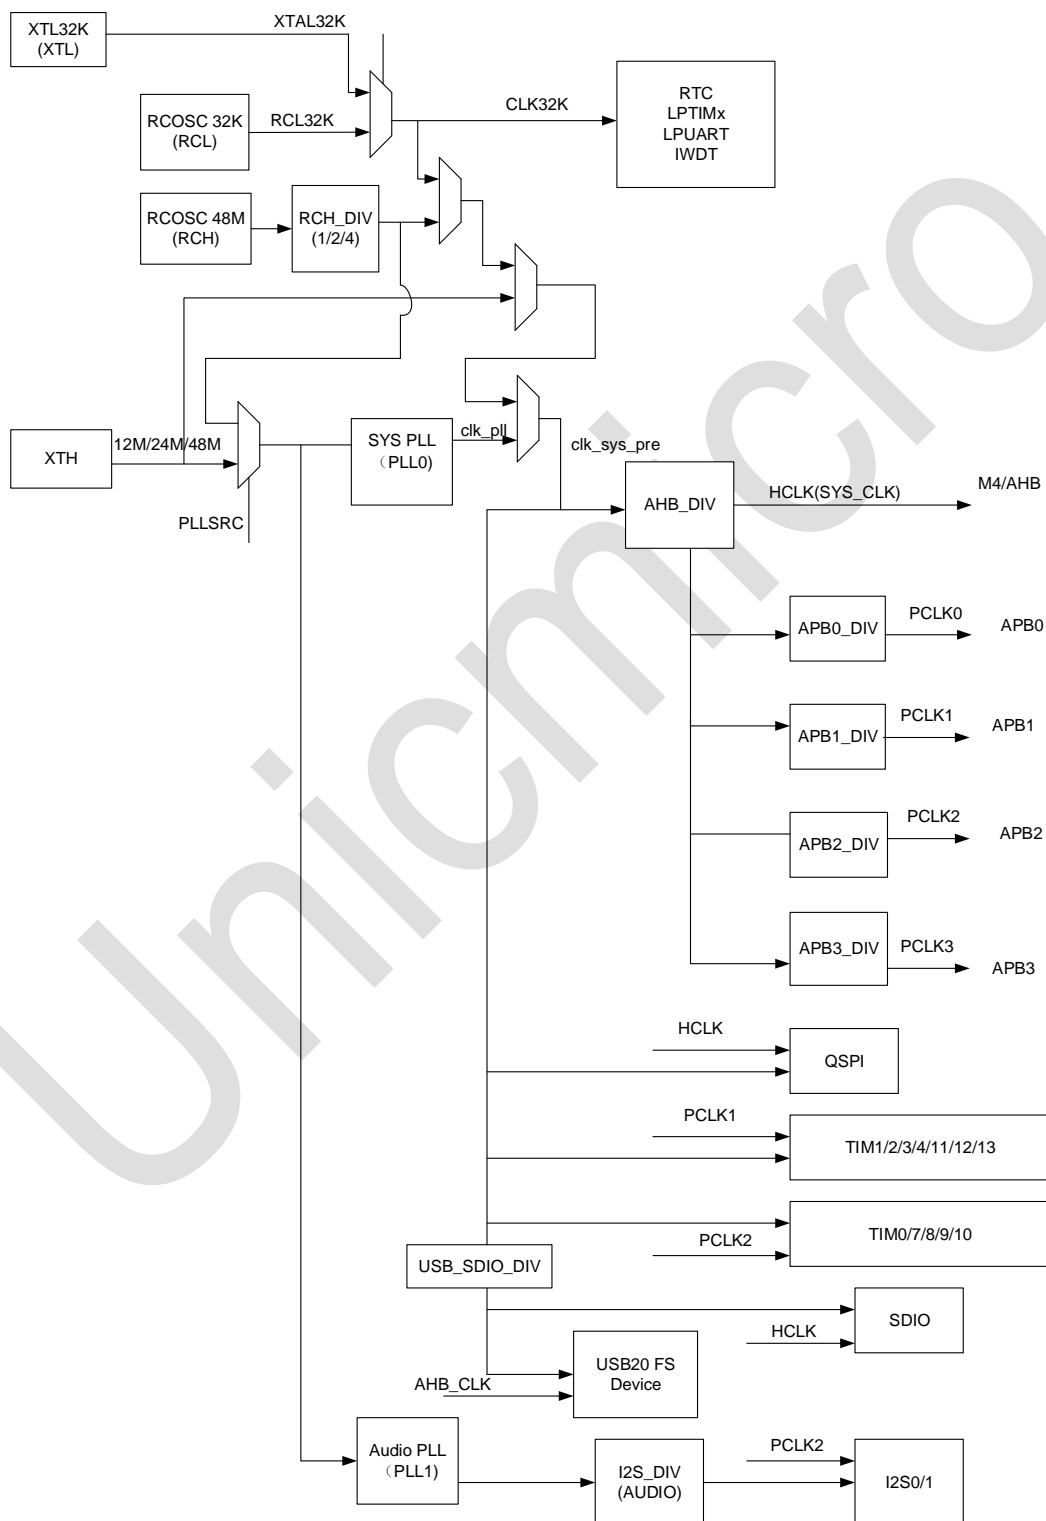 XTL32K
(XTL)
XTAL32K
RCOSC 32K
(RCL)
RCL32K
CLK32K
RTC
LPTIMx
LPUART
IWDT
RCOSC 48M
(RCH)
RCH_DIV
(1/2/4)
XTH
12M/24M/48M
PLLSRC
SYS PLL
（PLL0)
clk_pll
clk_sys_pre
AHB_DIV
HCLK(SYS_CLK)
M4/AHB
APB0_DIV
PCLK0
APB0
APB1_DIV
PCLK1
APB1
APB2_DIV
PCLK2
APB2
APB3_DIV
PCLK3
APB3
HCLK
QSPI
PCLK1
TIM1/2/3/4/11/12/13
PCLK2
TIM0/7/8/9/10
USB_SDIO_DIV
HCLK
SDIO
AHB_CLK
USB20 FS
Device
Audio PLL
（PLL1)
I2S_DIV
(AUDIO)
PCLK2
I2S0/1
Unicmicro